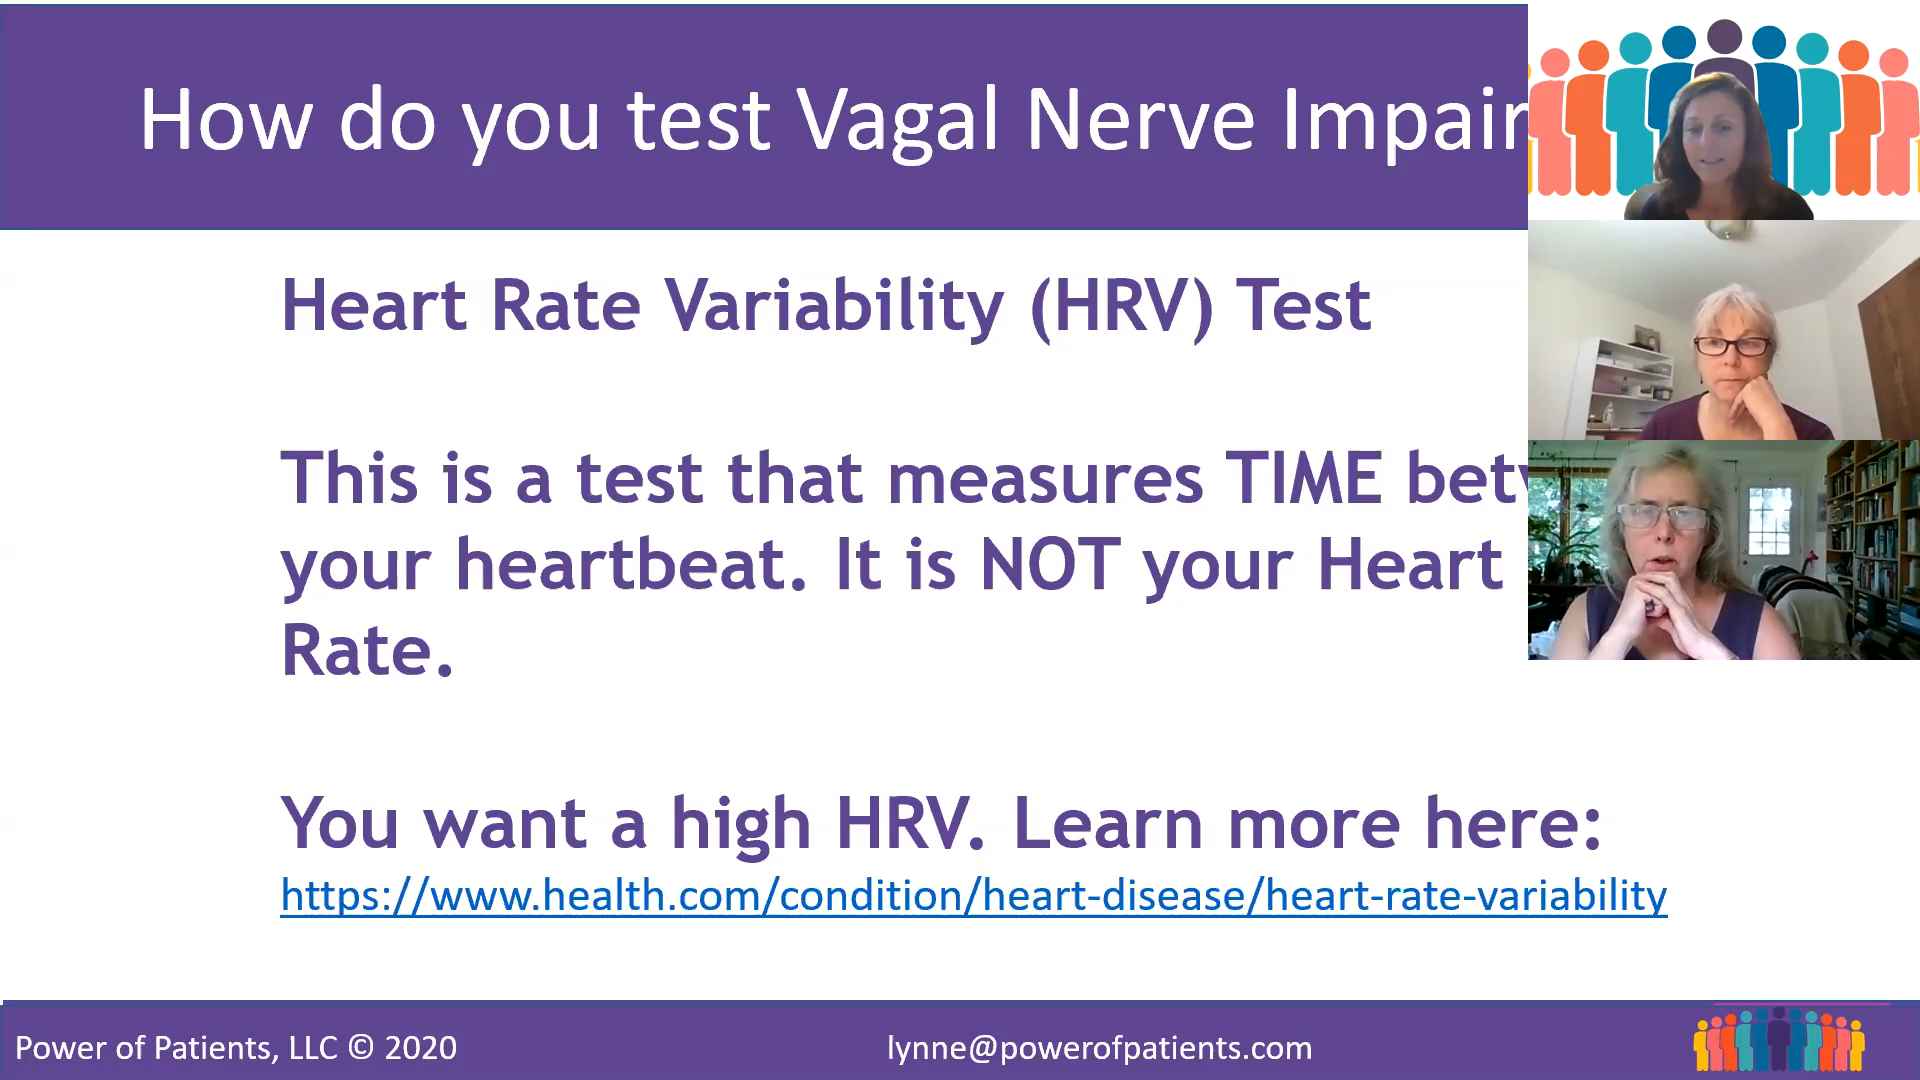 How do you test Vagal Nerve Impair
Heart Rate Variability (HRV) Test
This is a test that measures TIME
your heartbeat. It is NOT your Heart
Rate.
You want a high HRV. Learn more here:
https://www.health.com/condition/heart-disease/heart-rate-variability
Power of Patients, LLC © 2020
lynne@powerofpatients.com